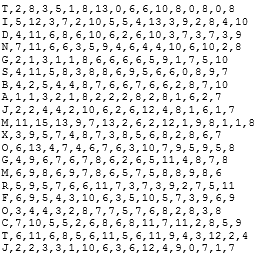 T,2,8,3,5,1,8,13,0,6,6,10,8,0,8,0,8
I,5,12,3,7,2,10,5,5,4,13,3,9,2,8,4,10
D,4,11,6,8,6,10,6,2,6,10,3,7,3,7,3,9
N,7,11,6,6,3,5,9,4,6,4,4,10,6,10,2,8
G,2,1,3,1,1,8,6,6,6,6,5,9,1,7,5,10
S,4,11,5,8,3,8,8,6,9,5,6,6,0,8,9,7
B,4,2,5,4,4,8,7,6,6,7,6,6,2,8,7,10
A,1,1,3,2,1,8,2,2,2,8,2,8,1,6,2,7
J,2,2,4,4,2,10,6,2,6,12,4,8,1,6,1,7
M,11,15,13,9,7,13,2,6,2,12,1,9,8,1,1,8
X,3,9,5,7,4,8,7,3,8,5,6,8,2,8,6,7
O,6,13,4,7,4,6,7,6,3,10,7,9,5,9,5,8
G,4,9,6,7,6,7,8,6,2,6,5,11,4,8,7,8
M,6,9,8,6,9,7,8,6,5,7,5,8,8,9,8,6
R,5,9,5,7,6,6,11,7,3,7,3,9,2,7,5,11
F,6,9,5,4,3,10,6,3,5,10,5,7,3,9,6,9
O,3,4,4,3,2,8,7,7,5,7,6,8,2,8,3,8
C,7,10,5,5,2,6,8,6,8,11,7,11,2,8,5,9
T,6,11,6,8,5,6,11,5,6,11,9,4,3,12,2,4
J,2,2,3,3,1,10,6,3,6,12,4,9,0,7,1,7